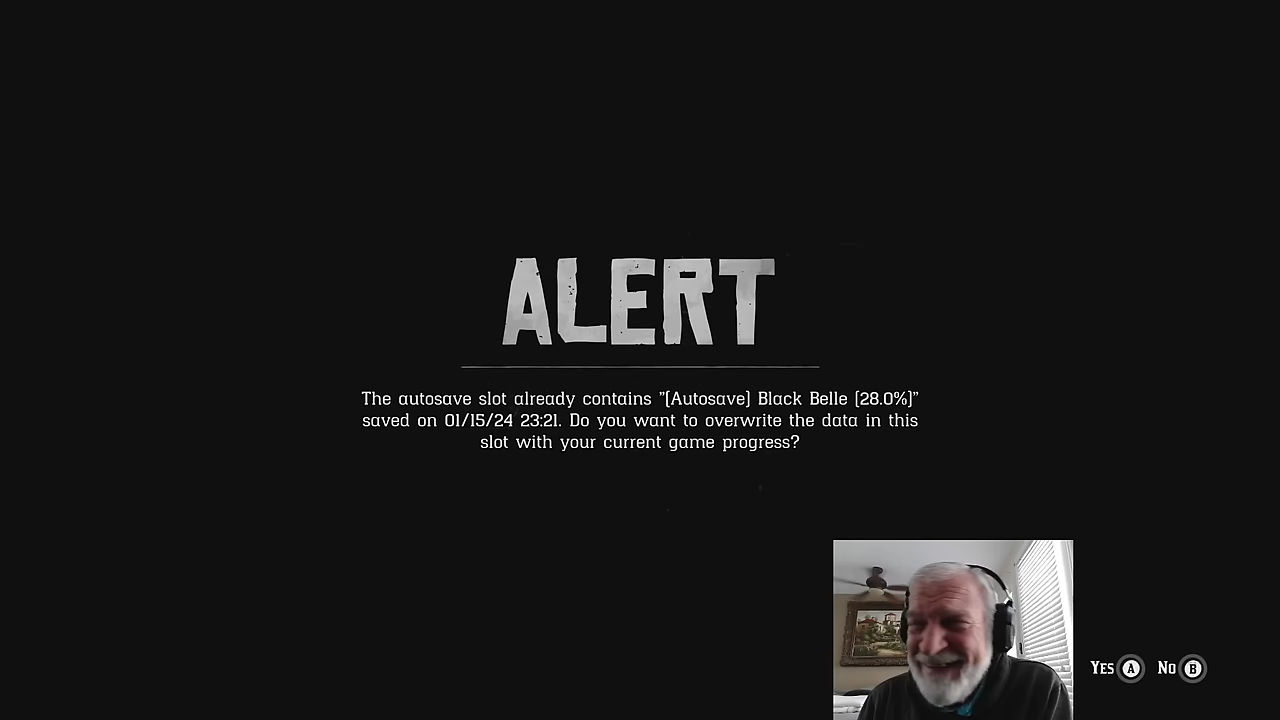 ALERT
The autosave slot already contains "[Autosave] Black Belle [28.0%]"
saved on 01/15/24 23:21. Do you want to overwrite the data in this
slot with your current game progress?
Yes A No B